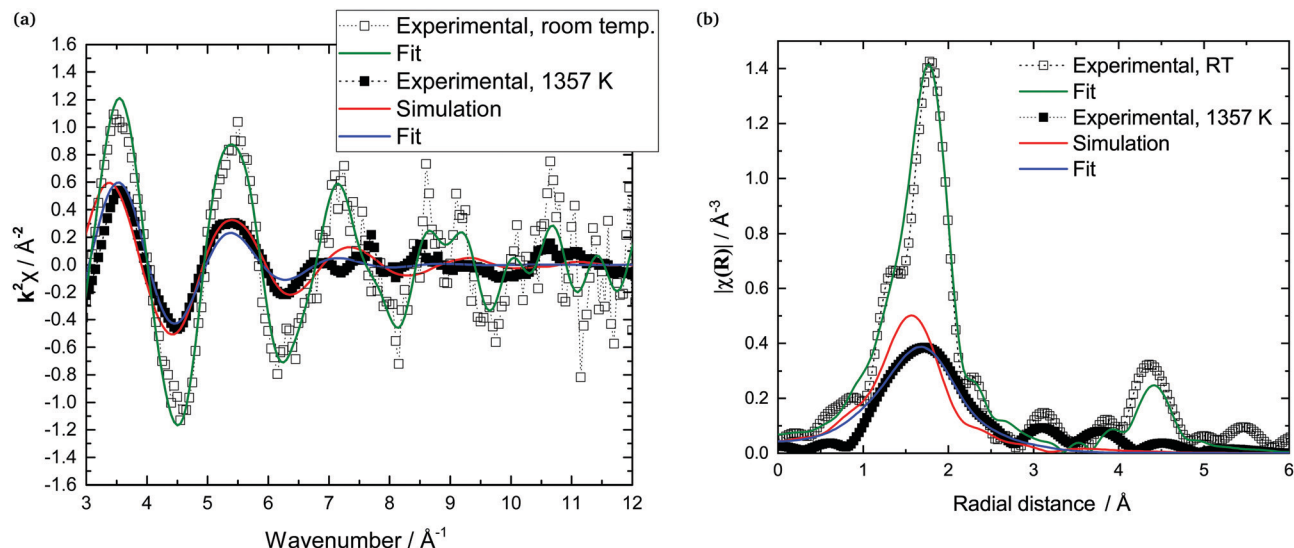 (a)
Experimental, room temp.
Fit
Experimental, 1357 K
Simulation
Fit
1.6
1.4
1.2
1.0
0.8
0.6
0.4
0.2
0.0
-0.2
-0.4
-0.6
-0.8
-1.0
-1.2
-1.4
-1.6
k²χ / Å⁻²
3 4 5 6 7 8 9 10 11 12
Wavenumber / Å⁻¹
(b)
Experimental, RT
Fit
Experimental, 1357 K
Simulation
Fit
1.4
1.2
1.0
0.8
0.6
0.4
0.2
0.0
|χ(R)| / Å⁻³
0 1 2 3 4 5 6
Radial distance / Å